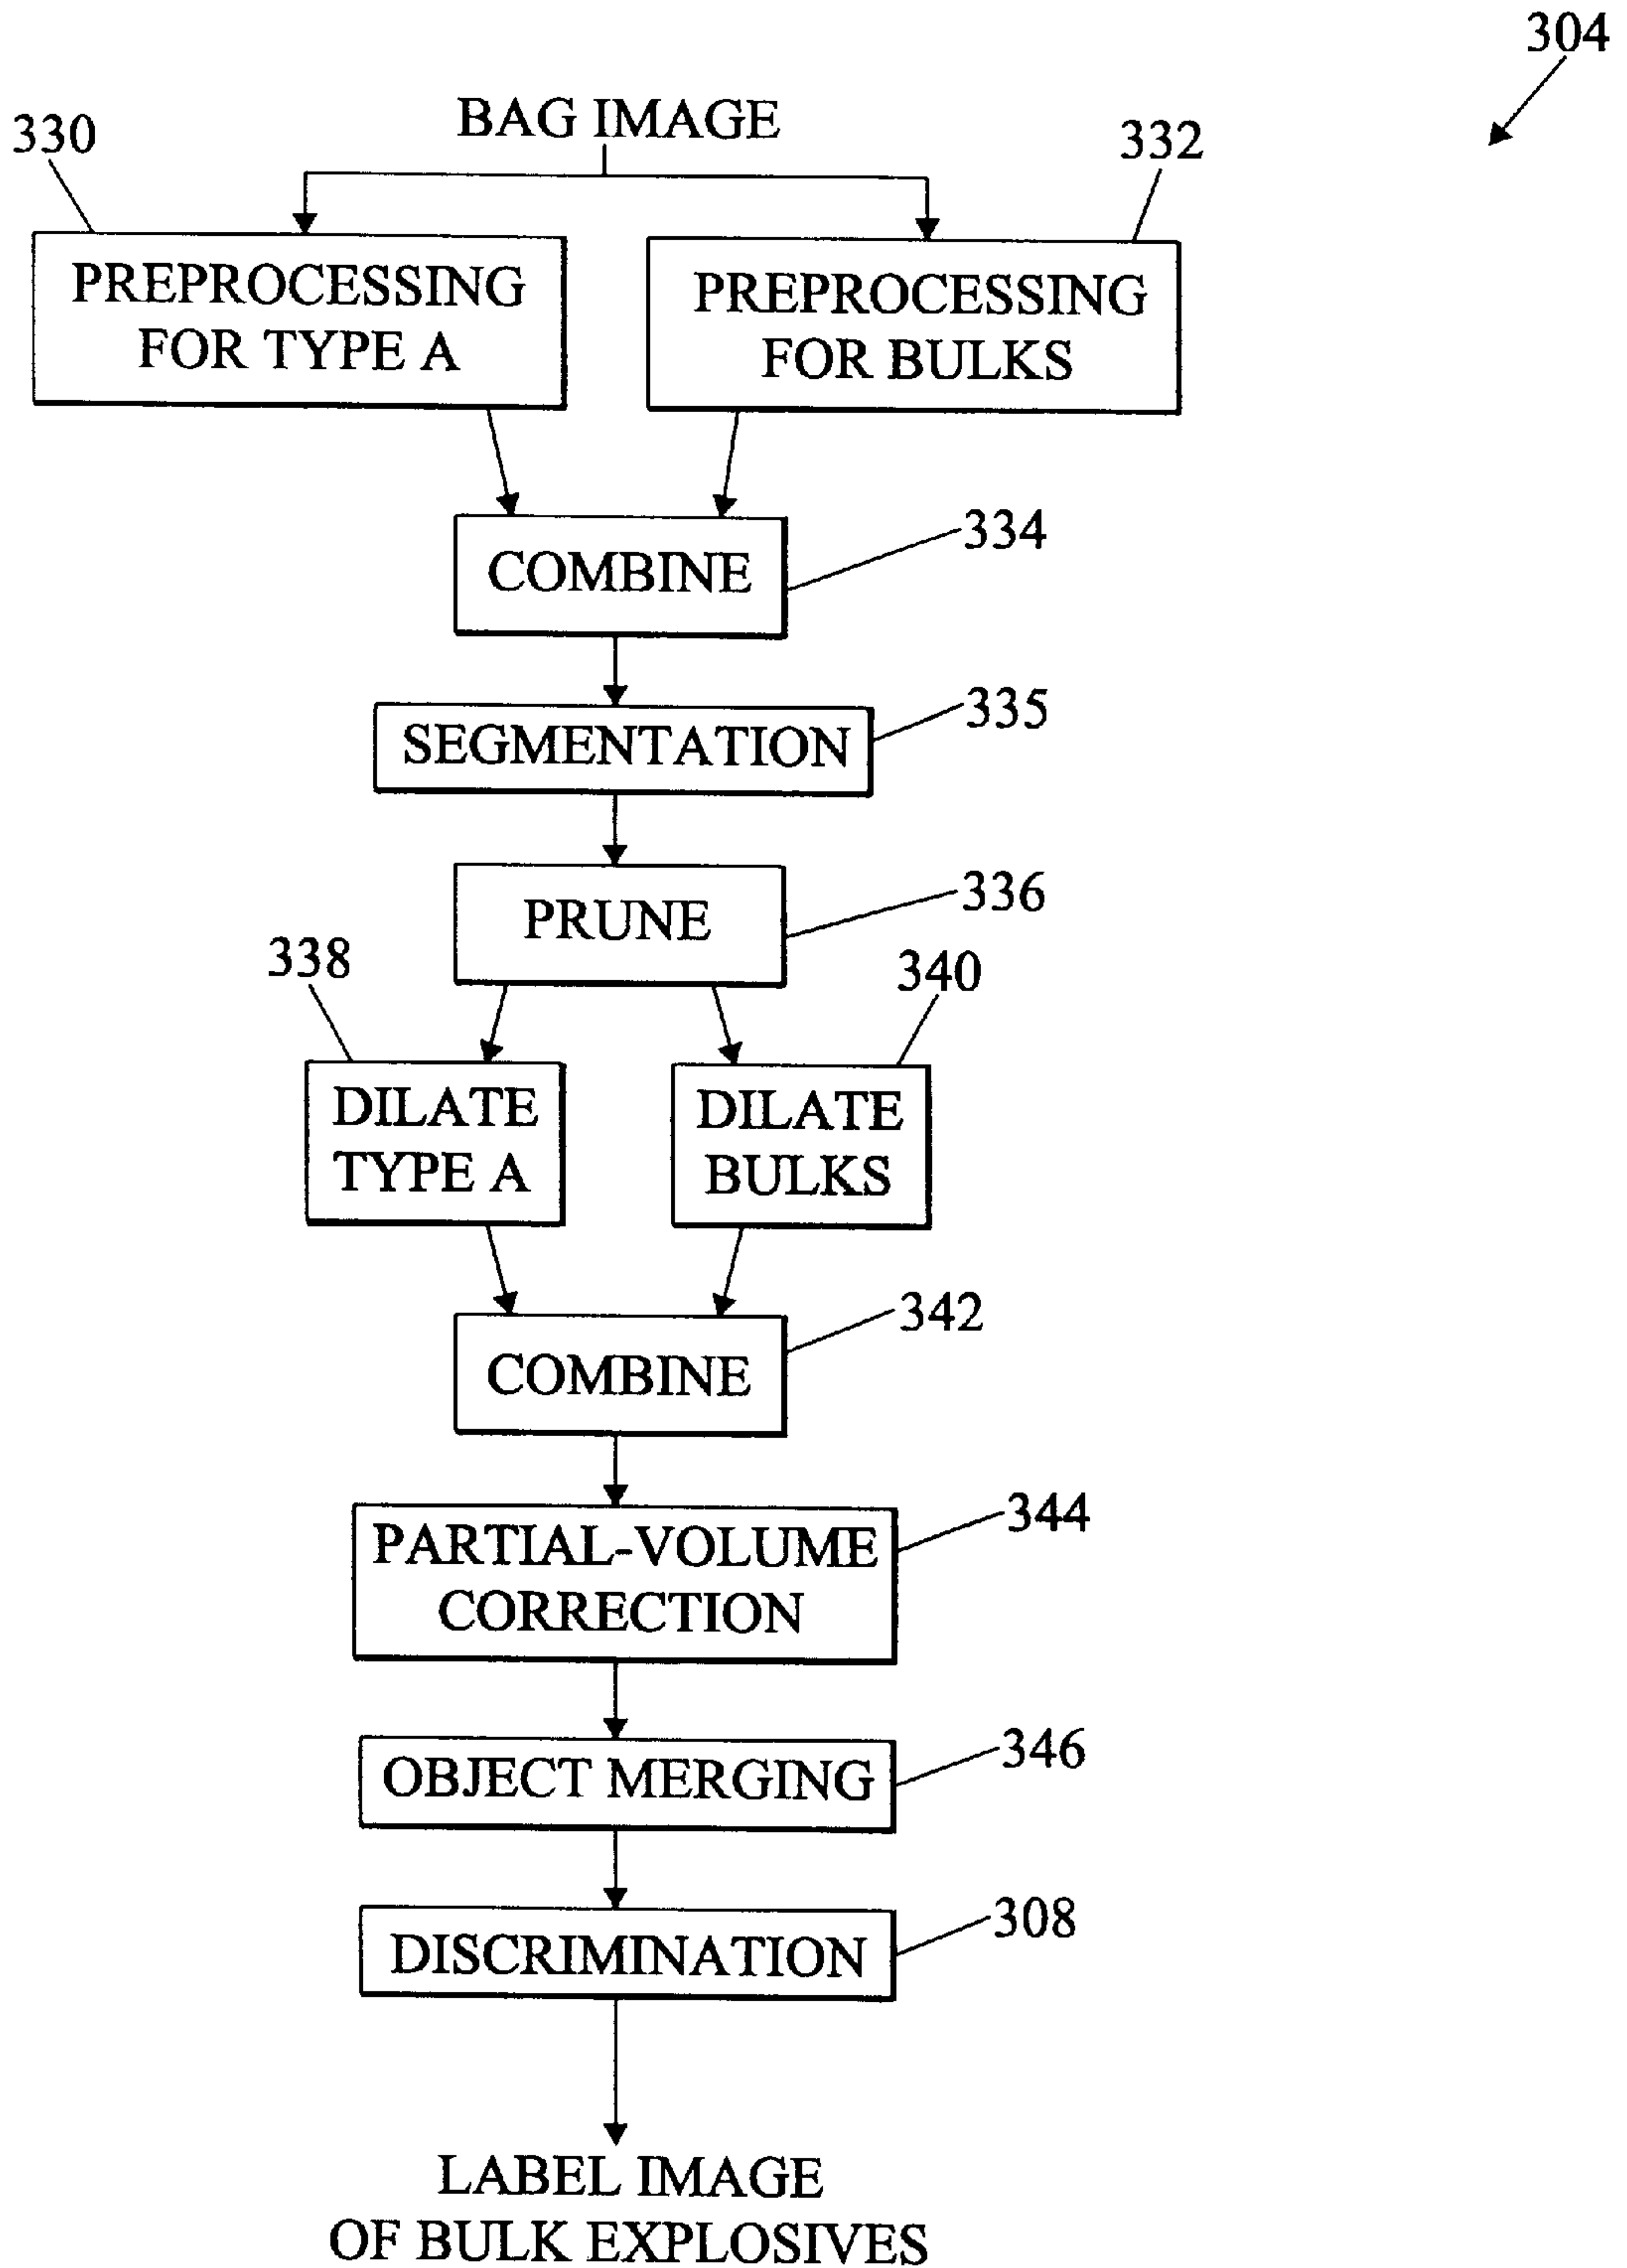 304
BAG IMAGE
330
332
PREPROCESSING
FOR TYPE A
PREPROCESSING
FOR BULKS
COMBINE
334
SEGMENTATION
335
PRUNE
336
338
340
DILATE
TYPE A
DILATE
BULKS
COMBINE
342
PARTIAL-VOLUME
CORRECTION
344
OBJECT MERGING
346
DISCRIMINATION
308
LABEL IMAGE
OF BULK EXPLOSIVES